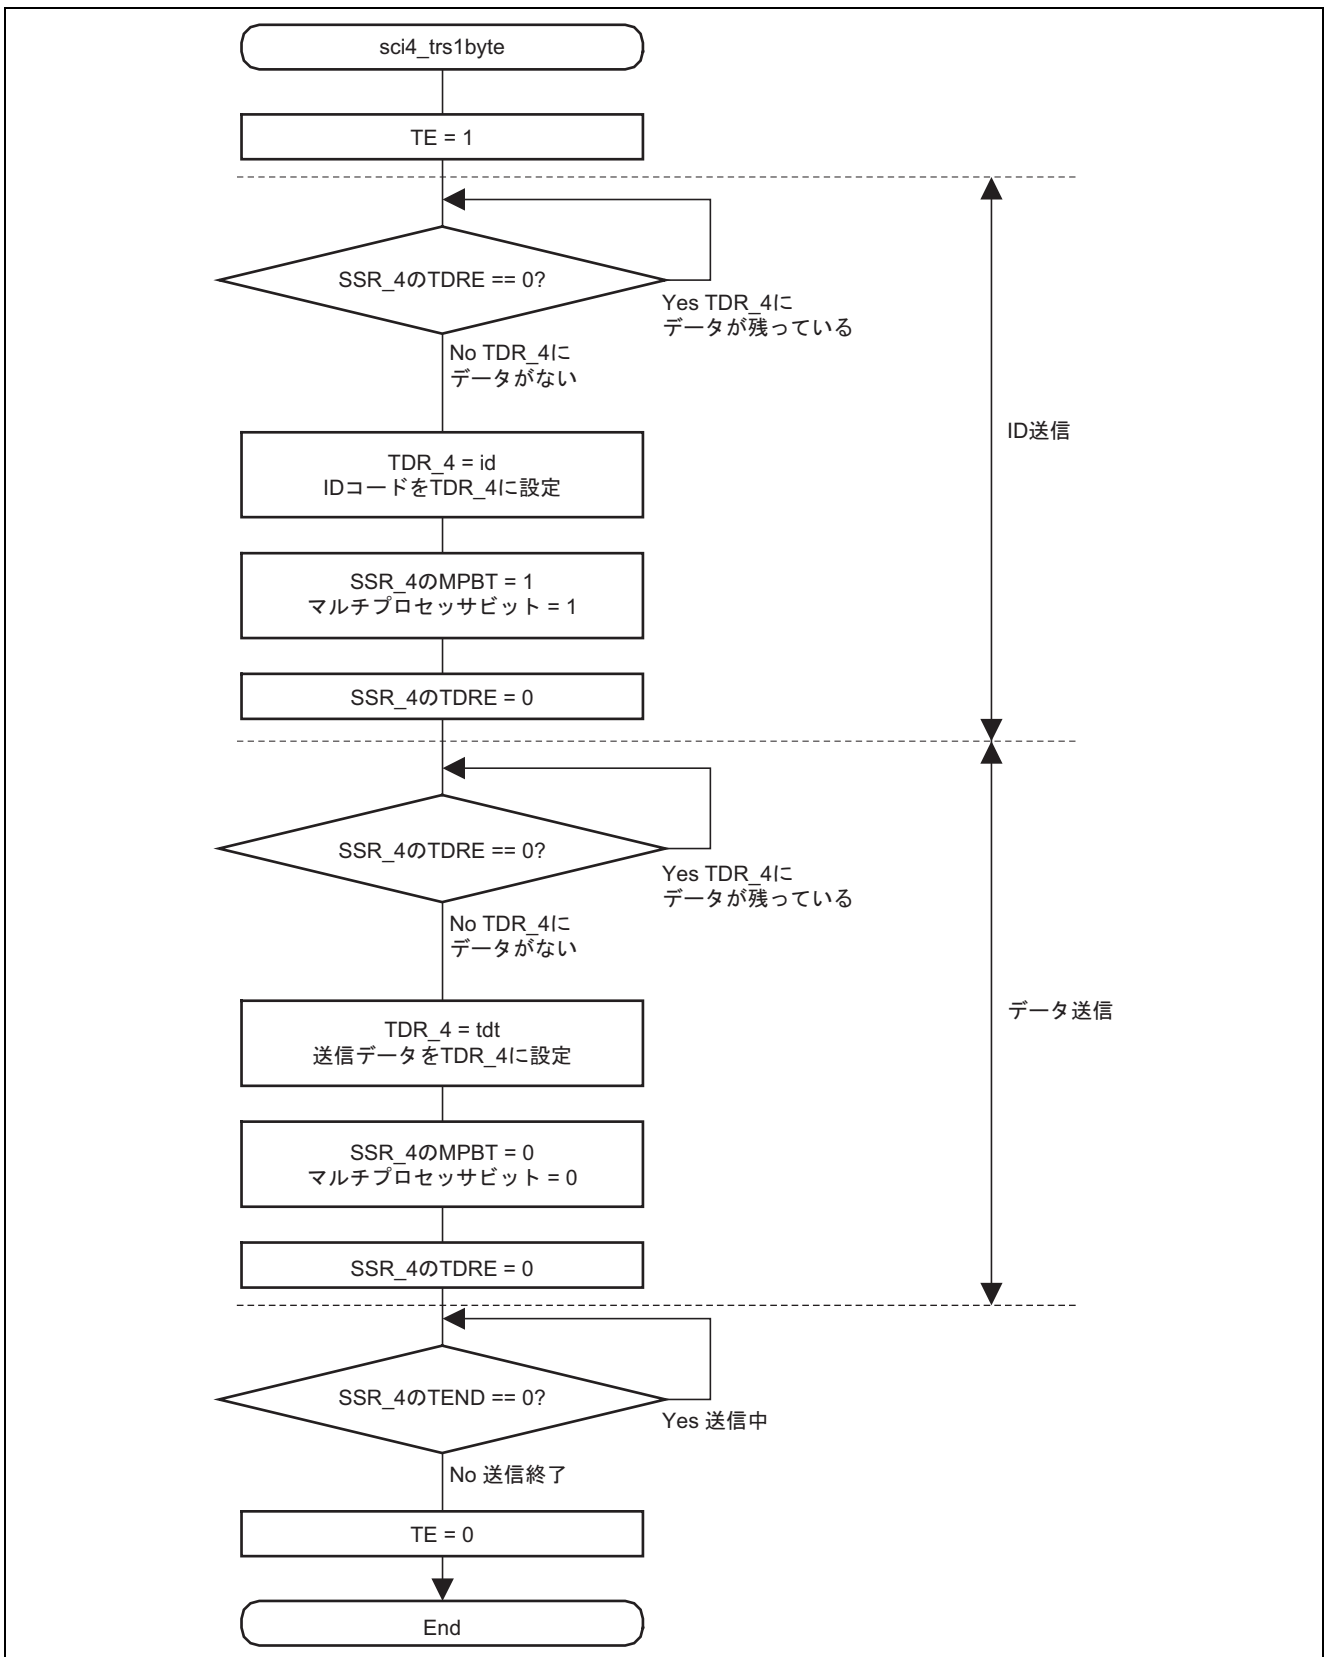 sci4_trs1byte
TE = 1
SSR_4のTDRE == 0?
Yes TDR_4に
データが残っている
No TDR_4に
データがない
ID送信
TDR_4 = id
IDコードをTDR_4に設定
SSR_4のMPBT = 1
マルチプロセッサビット = 1
SSR_4のTDRE = 0
SSR_4のTDRE == 0?
Yes TDR_4に
データが残っている
No TDR_4に
データがない
データ送信
TDR_4 = tdt
送信データをTDR_4に設定
SSR_4のMPBT = 0
マルチプロセッサビット = 0
SSR_4のTDRE = 0
SSR_4のTEND == 0?
Yes 送信中
No 送信終了
TE = 0
End